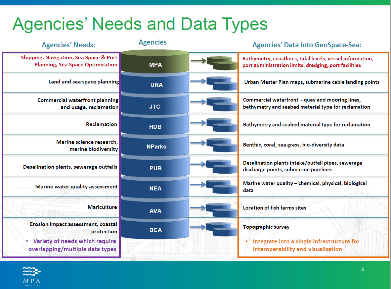 Agencies' Needs and Data Types
Agencies' Needs:
Agencies
Agencies' Data into GeoSpace-Sea:
Shipping, Navigation, Sea Space & Port
Planning, Sea Space Optimisation
MPA
Bathymetry, coastlines, tidal levels, vessel information,
port administration limits, dredging, port facilities
Land and sea space planning
URA
Urban Master Plan maps, submarine cable landing points
Commercial waterfront planning
and usage, reclamation
JTC
Commercial waterfront - quay and mooring lines,
bathymetry and seabed material type for reclamation
Reclamation
HDB
Bathymetry and seabed material type for reclamation
Marine science research,
marine biodiversity
NParks
Benthic, coral, sea grass, bio-diversity data
Desalination plants, sewerage outfalls
PUB
Desalination plants intake/outfall pipes, sewerage
discharge points, submarine pipelines
Marine water quality assessment
NEA
Marine water quality – chemical, physical, biological
data
Mariculture
AVA
Location of fish farms sites
Erosion impact assessment, coastal
protection
BCA
Topographic survey
• Variety of needs which require
overlapping/multiple data types
• Integrate into a single infrastructure for
interoperability and visualisation
MPA
6